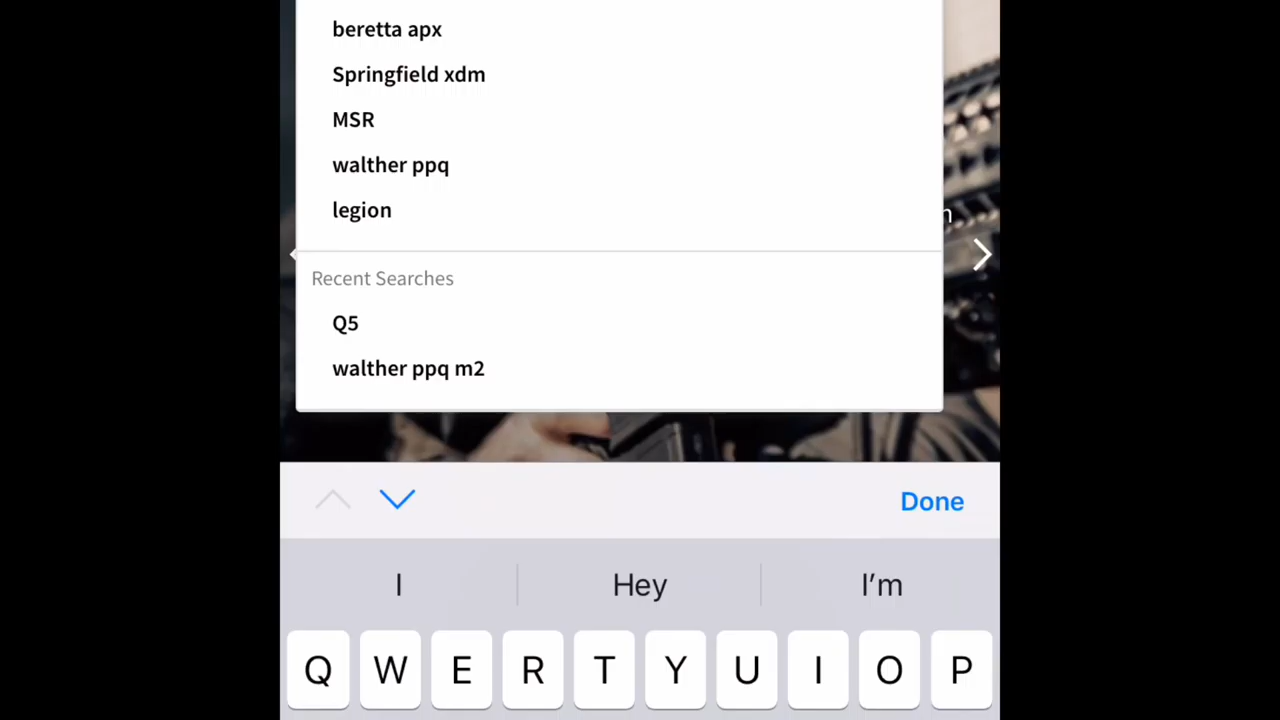 beretta apx
Springfield xdm
MSR
walther ppq
legion
n
Recent Searches
Q5
walther ppq m2
Done
I Hey I’m
Q W E R T Y U I O P